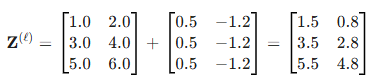 Z^(ℓ) = [1.0 2.0; 3.0 4.0; 5.0 6.0] + [0.5 −1.2; 0.5 −1.2; 0.5 −1.2] = [1.5 0.8; 3.5 2.8; 5.5 4.8]